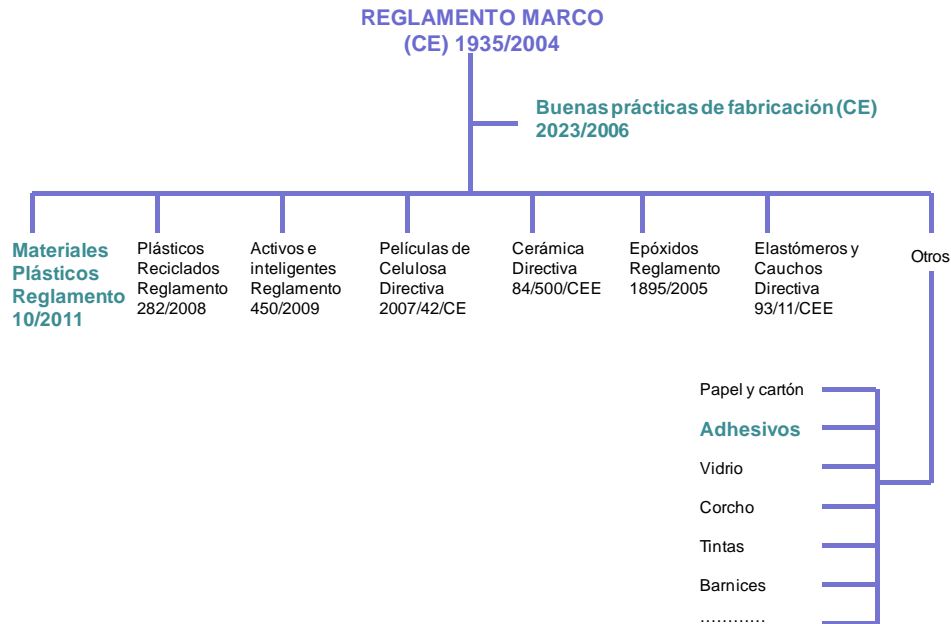 REGLAMENTO MARCO
(CE) 1935/2004
Buenas prácticas de fabricación (CE)
2023/2006
Materiales
Plásticos
Reglamento
10/2011
Plásticos
Reciclados
Reglamento
282/2008
Activos e
inteligentes
Reglamento
450/2009
Películas de
Celulosa
Directiva
2007/42/CE
Cerámica
Directiva
84/500/CEE
Epóxidos
Reglamento
1895/2005
Elastómeros y
Cauchos
Directiva
93/11/CEE
Otros
Papel y cartón
Adhesivos
Vidrio
Corcho
Tintas
Barnices
…………